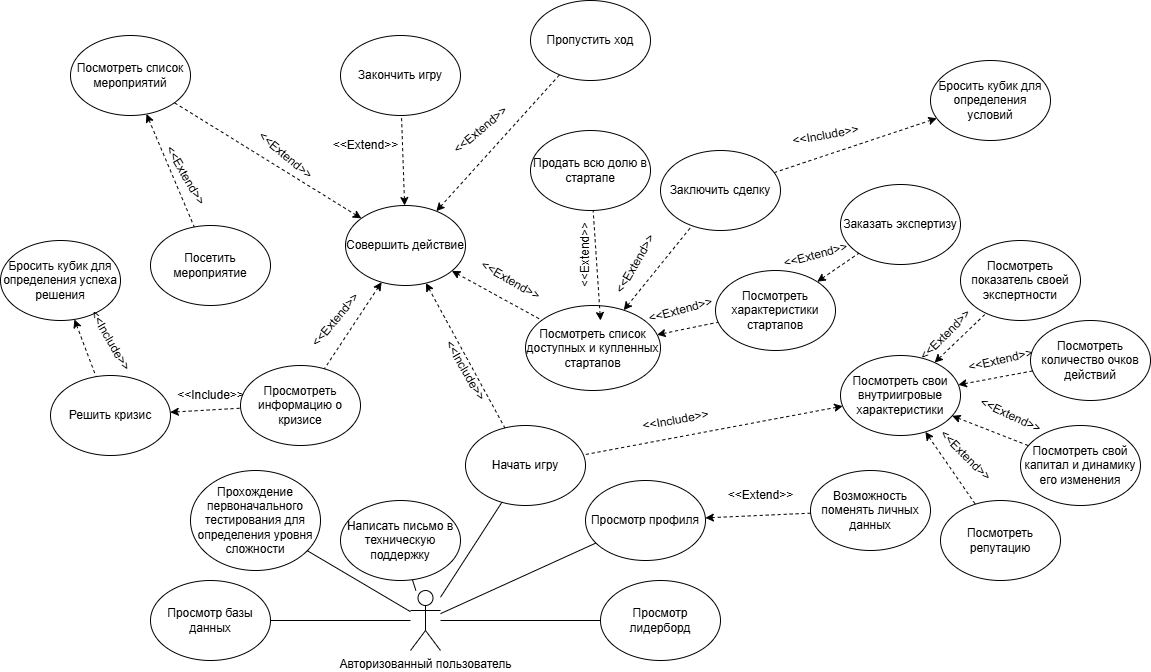 Посмотреть список
мероприятий
<<Extend>>
Закончить игру
<<Extend>>
Пропустить ход
<<Extend>>
Бросить кубик для
определения
условий
<<Include>>
Продать всю долю в
стартапе
<<Extend>>
Заключить сделку
<<Extend>>
Заказать экспертизу
<<Extend>>
Посетить
мероприятие
<<Extend>>
Совершить действие
<<Extend>>
Бросить кубик для
определения успеха
решения
<<Include>>
Посмотреть список
доступных и купленных
стартапов
<<Extend>>
Посмотреть
характеристики
стартапов
Посмотреть
показатель своей
экспертности
<<Extend>>
Посмотреть
количество очков
действий
<<Extend>>
Решить кризис
<<Include>>
Просмотреть
информацию о
кризисе
<<Extend>>
<<Include>>
Посмотреть свои
внутриигровые
характеристики
<<Include>>
<<Extend>>
Посмотреть свой
капитал и динамику
его изменения
<<Extend>>
Посмотреть
репутацию
Начать игру
Прохождение
первоначального
тестирования для
определения уровня
сложности
Написать письмо в
техническую
поддержку
Просмотр профиля
<<Extend>>
Возможность
поменять личных
данных
Просмотр базы
данных
Просмотр
лидерборд
Авторизованный пользователь